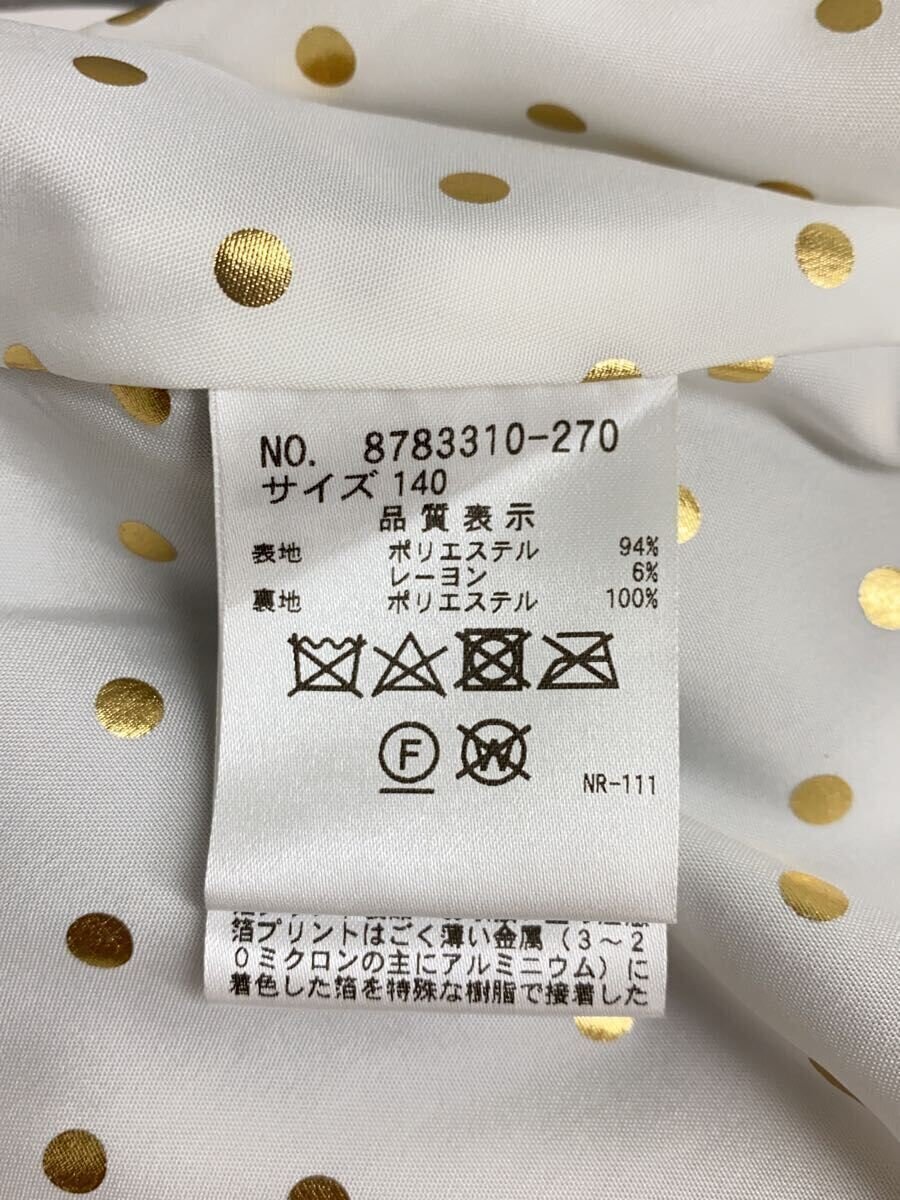 NO. 8783310-270
サイズ 140
品質表示
表地 ポリエステル 94%
レーヨン 6%
裏地 ポリエステル 100%
F W
NR-111
箔プリントはごく薄い金属(3~2
0ミクロンの主にアルミニウム)に
着色した箔を特殊な樹脂で接着した